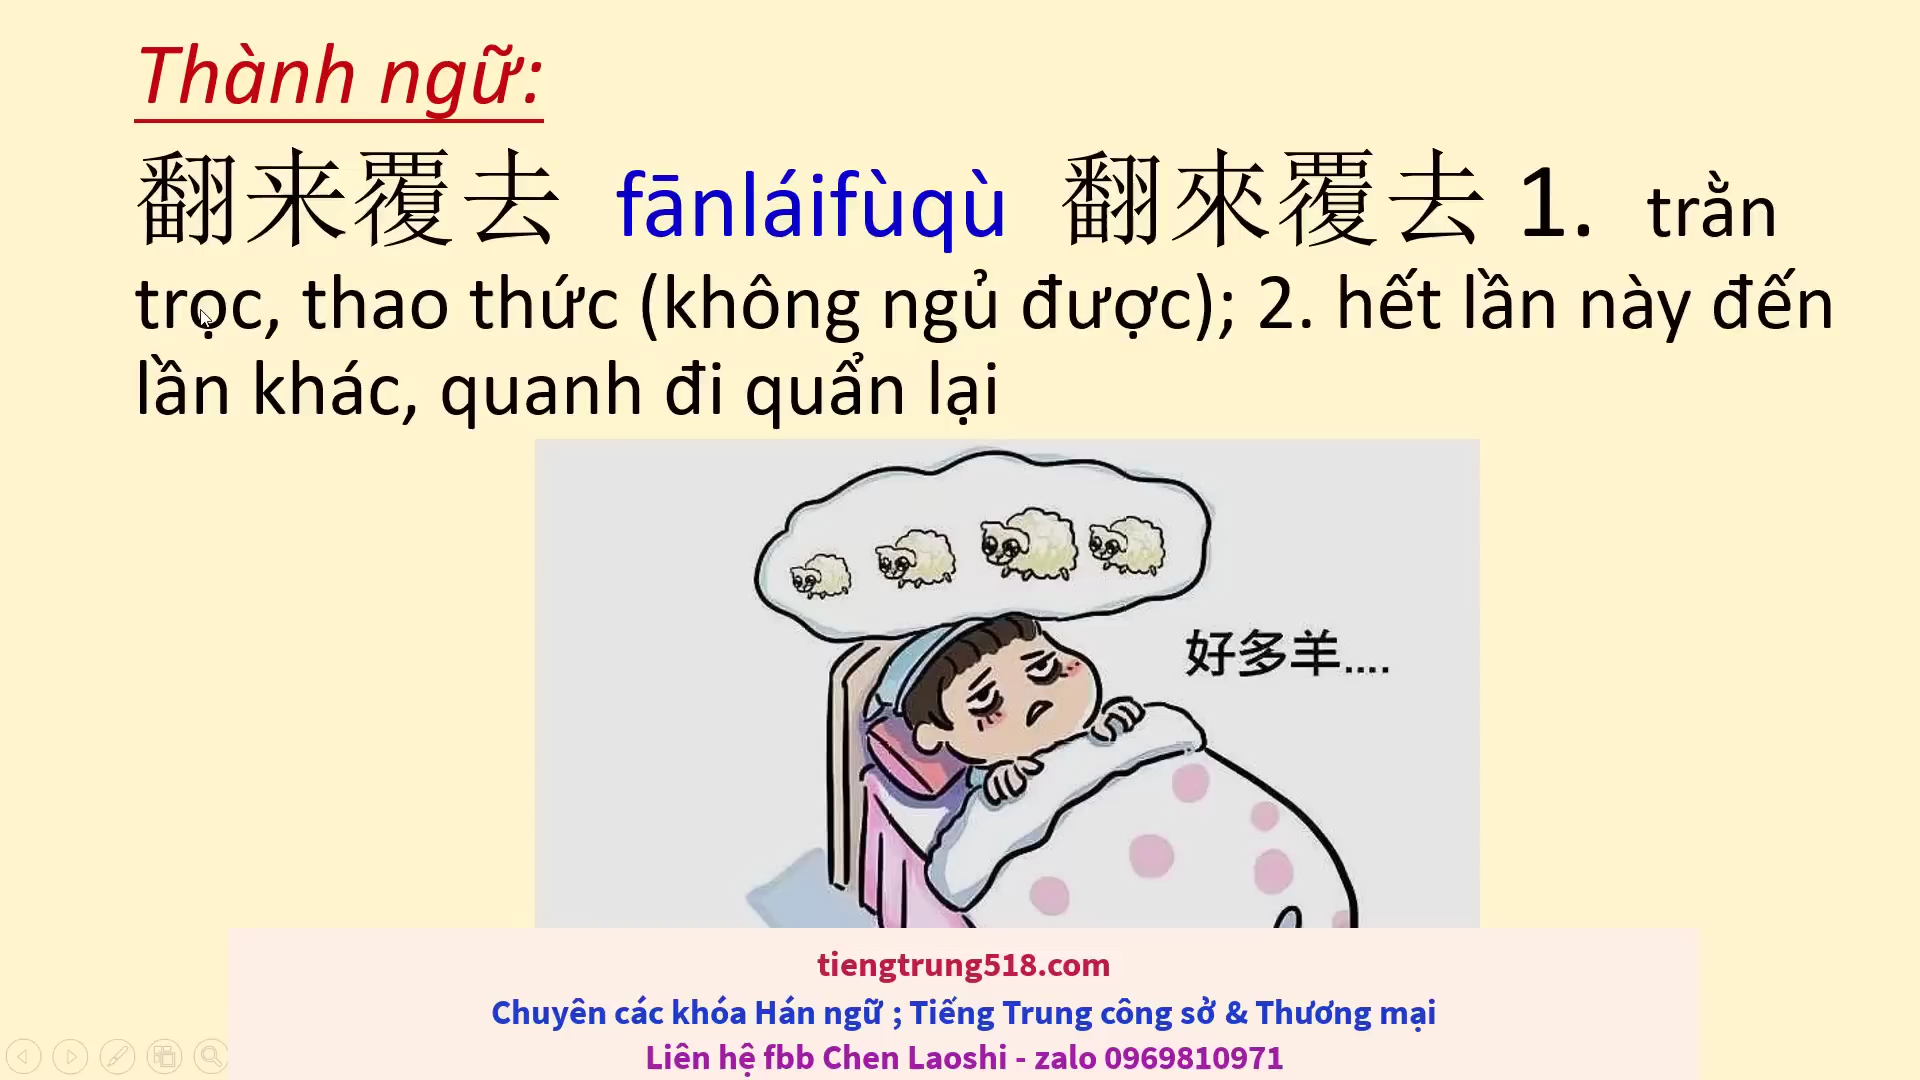 Thành ngữ:
翻来覆去 fānláifùqù 翻來覆去 1. trằn
trọc, thao thức (không ngủ được); 2. hết lần này đến
lần khác, quanh đi quẩn lại
好多羊....
tiengtrung518.com
Chuyên các khóa Hán ngữ ; Tiếng Trung công sở & Thương mại
Liên hệ fbb Chen Laoshi - zalo 0969810971